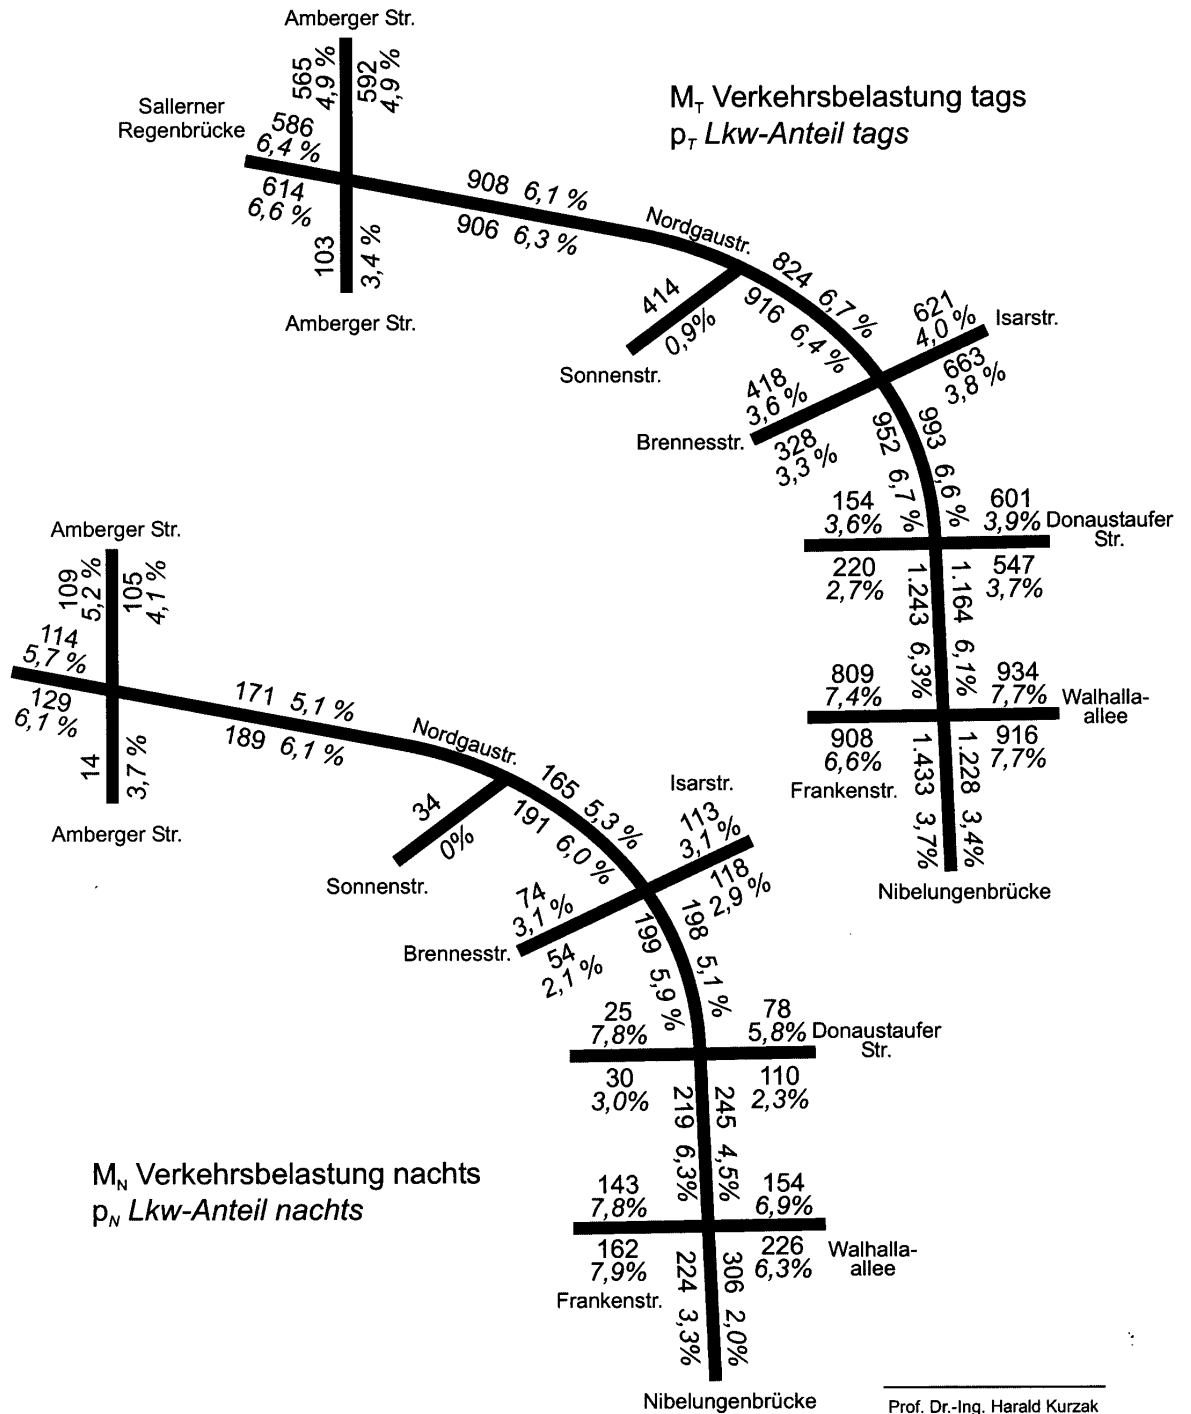 Amberger Str.
565
4,9 %
592
4,9 %
Sallerner
Regenbrücke
586
6,4 %
614
6,6 %
103
3,4 %
Amberger Str.
M_T Verkehrsbelastung tags
p_T Lkw-Anteil tags
908 6,1 %
906 6,3 %
Nordgaustr.
414
0,9%
Sonnenstr.
824 6,7 %
916 6,4 %
621
4,0 %
Isarstr.
663
3,8 %
418
3,6 %
Brennesstr.
328
3,3 %
993 6,6 %
952 6,7 %
154
3,6%
601
3,9%
Donaustaufer
Str.
220
2,7%
547
3,7%
1.243 6,3%
1.164 6,1%
809
7,4%
934
7,7%
Walhalla-
allee
908
6,6%
916
7,7%
Frankenstr.
1.433 3,7%
1.228 3,4%
Nibelungenbrücke
Amberger Str.
109
5,2 %
105
4,1 %
114
5,7 %
129
6,1 %
14
3,7 %
Amberger Str.
171 5,1 %
189 6,1 %
Nordgaustr.
34
0%
Sonnenstr.
165 5,3 %
191 6,0 %
Isarstr.
113
3,1 %
118
2,9 %
74
3,1 %
Brennesstr.
54
2,1 %
198 5,1 %
199 5,9 %
25
7,8%
78
5,8%
Donaustaufer
Str.
30
3,0%
110
2,3%
219 6,3%
245 4,5%
M_N Verkehrsbelastung nachts
p_N Lkw-Anteil nachts
143
7,8%
154
6,9%
162
7,9%
226
6,3%
Walhalla-
allee
Frankenstr.
224 3,3%
306 2,0%
Nibelungenbrücke
Prof. Dr.-Ing. Harald Kurzak